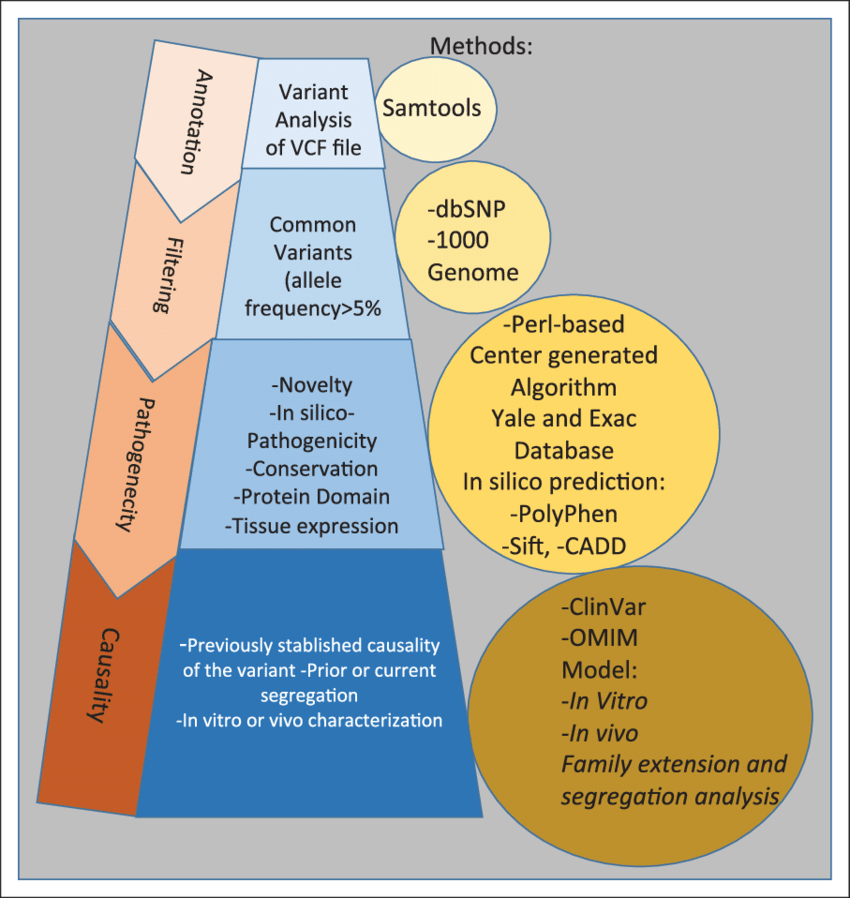 Methods:
Annotation
Variant
Analysis
of VCF file
Samtools
Filtering
Common
Variants
(allele
frequency>5%
-dbSNP
-1000
Genome
Pathogenecity
-Novelty
-In silico-
Pathogenicity
-Conservation
-Protein Domain
-Tissue expression
-Perl-based
Center generated
Algorithm
Yale and Exac
Database
In silico prediction:
-PolyPhen
-Sift, -CADD
Causality
-Previously stablished causality
of the variant -Prior or current
segregation
-In vitro or vivo characterization
-ClinVar
-OMIM
Model:
-In Vitro
-In vivo
Family extension and
segregation analysis